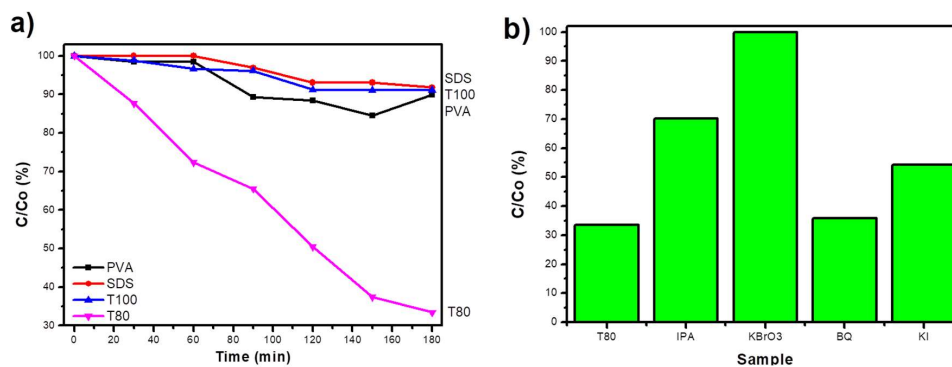 a)
C/Co (%)
100
90
80
70
60
50
40
30
0
20
40
60
80
100
120
140
160
180
Time (min)
PVA
SDS
T100
T80
SDS
T100
PVA
T80
b)
C/Co (%)
100
90
80
70
60
50
40
30
20
10
0
T80
IPA
KBrO3
BQ
KI
Sample